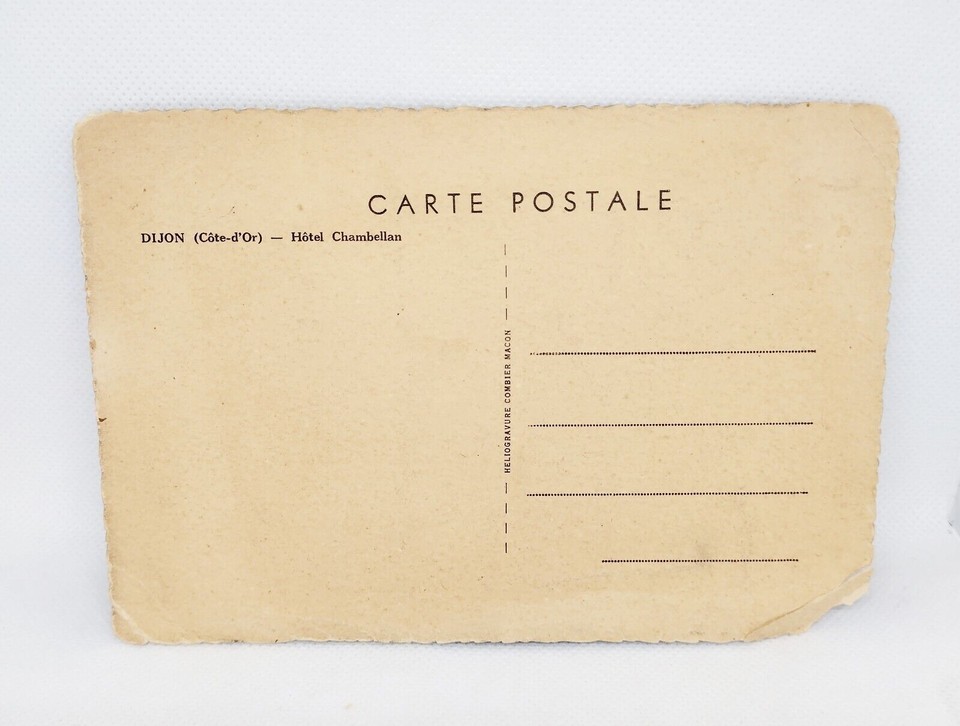 CARTE POSTALE
DIJON (Côte-d'Or) — Hôtel Chambellan
HELIOGRAVURE COMBIER MACON